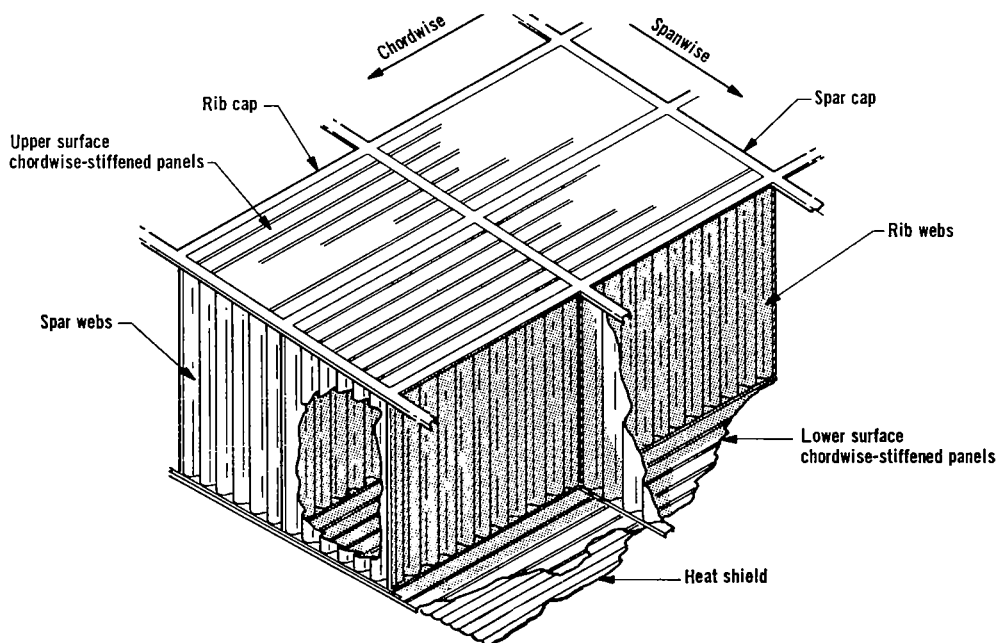 Chordwise
Spanwise
Rib cap
Spar cap
Upper surface
chordwise-stiffened panels
Rib webs
Spar webs
Lower surface
chordwise-stiffened panels
Heat shield